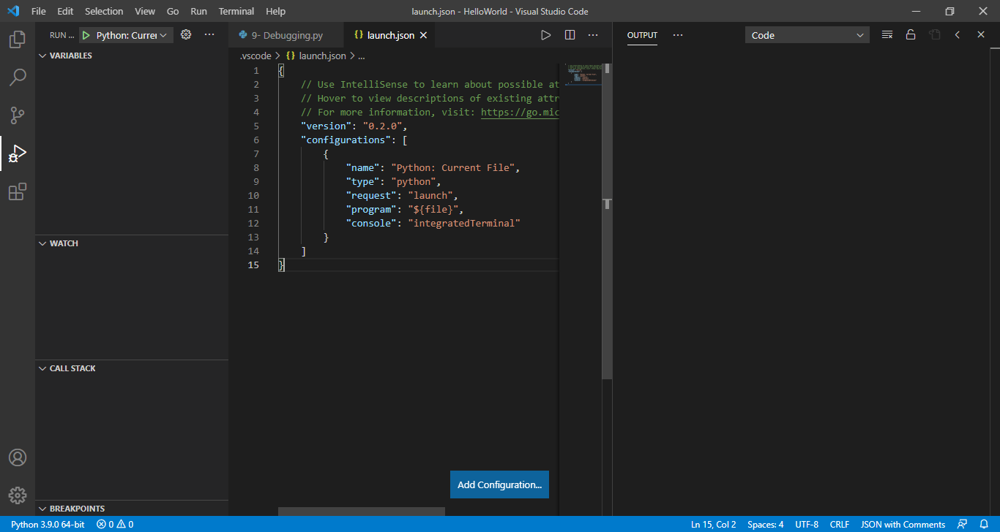 File Edit Selection View Go Run Terminal Help
launch.json - HelloWorld - Visual Studio Code
RUN ... Python: Currer
VARIABLES
WATCH
CALL STACK
BREAKPOINTS
9- Debugging.py
launch.json
.vscode > {} launch.json > ...
1 {
2 // Use IntelliSense to learn about possible at
3 // Hover to view descriptions of existing attr
4 // For more information, visit: https://go.mic
5 "version": "0.2.0",
6 "configurations": [
7 {
8 "name": "Python: Current File",
9 "type": "python",
10 "request": "launch",
11 "program": "${file}",
12 "console": "integratedTerminal"
13 }
14 ]
15 }
Add Configuration...
OUTPUT
Code
Python 3.9.0 64-bit 0 0
Ln 15, Col 2 Spaces: 4 UTF-8 CRLF JSON with Comments